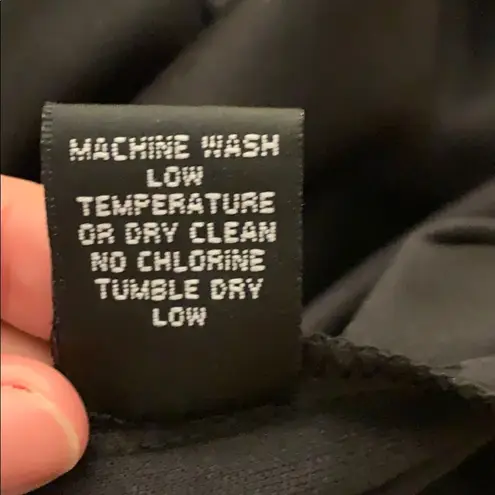 MACHINE WASH
LOW
TEMPERATURE
OR DRY CLEAN
NO CHLORINE
TUMBLE DRY
LOW